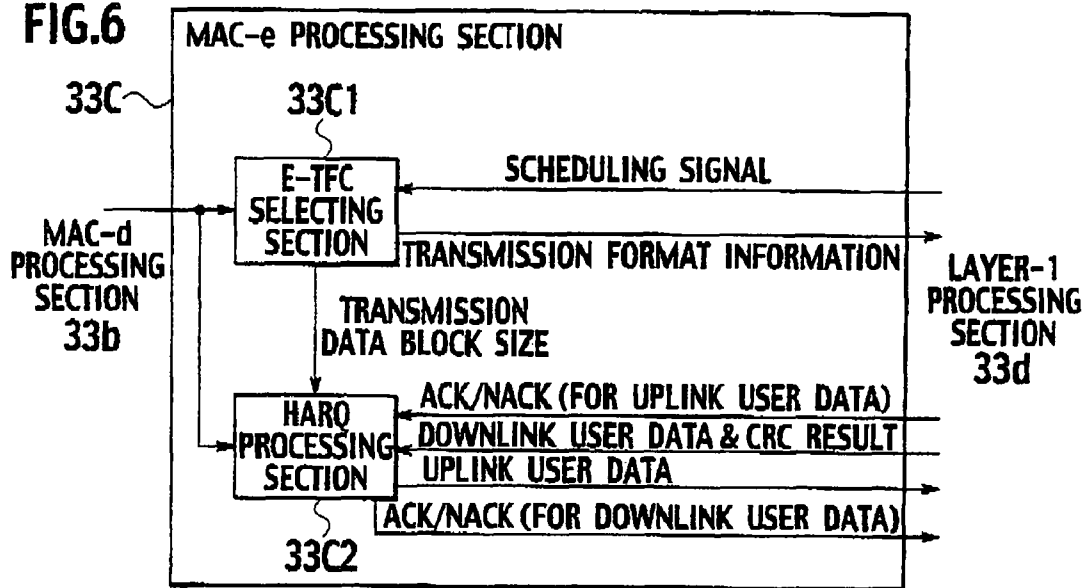 FIG.6
MAC-e PROCESSING SECTION
33C
33C1
E-TFC
SELECTING
SECTION
SCHEDULING SIGNAL
TRANSMISSION FORMAT INFORMATION
MAC-d
PROCESSING
SECTION
33b
LAYER-1
PROCESSING
SECTION
33d
TRANSMISSION
DATA BLOCK SIZE
HARQ
PROCESSING
SECTION
ACK/NACK (FOR UPLINK USER DATA)
DOWNLINK USER DATA & CRC RESULT
UPLINK USER DATA
ACK/NACK (FOR DOWNLINK USER DATA)
33C2